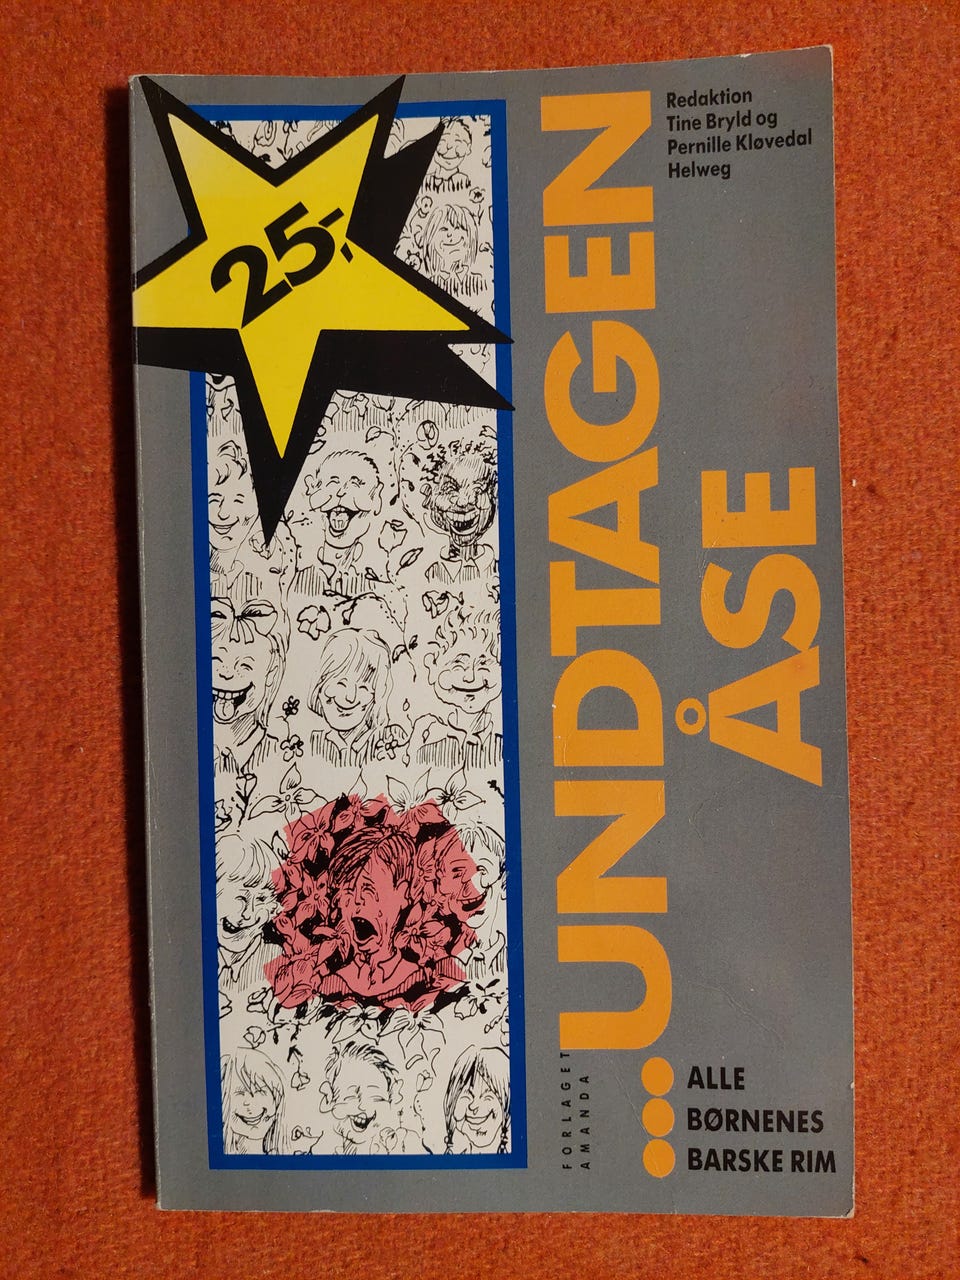 25,-
Redaktion
Tine Bryld og
Pernille Kløvedal
Helweg
...UNDTAGEN
ÅSE
ALLE
BØRNENES
BARSKE RIM
FORLAGET
AMANDA